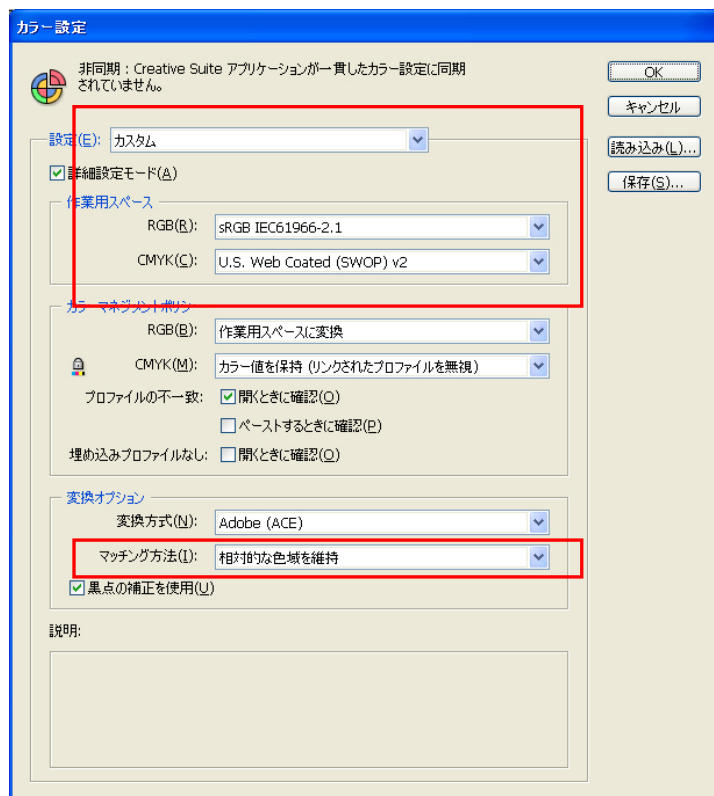 カラー設定
非同期：Creative Suite アプリケーションが一貫したカラー設定に同期
されていません。
OK
キャンセル
読み込み(L)...
保存(S)...
設定(E): カスタム
詳細設定モード(A)
作業用スペース
RGB(R): sRGB IEC61966-2.1
CMYK(C): U.S. Web Coated (SWOP) v2
カラーマネジメントポリシー
RGB(B): 作業用スペースに変換
CMYK(M): カラー値を保持 (リンクされたプロファイルを無視)
プロファイルの不一致: 開くときに確認(O)
ペーストするときに確認(P)
埋め込みプロファイルなし: 開くときに確認(O)
変換オプション
変換方式(N): Adobe (ACE)
マッチング方法(I): 相対的な色域を維持
黒点の補正を使用(U)
説明: